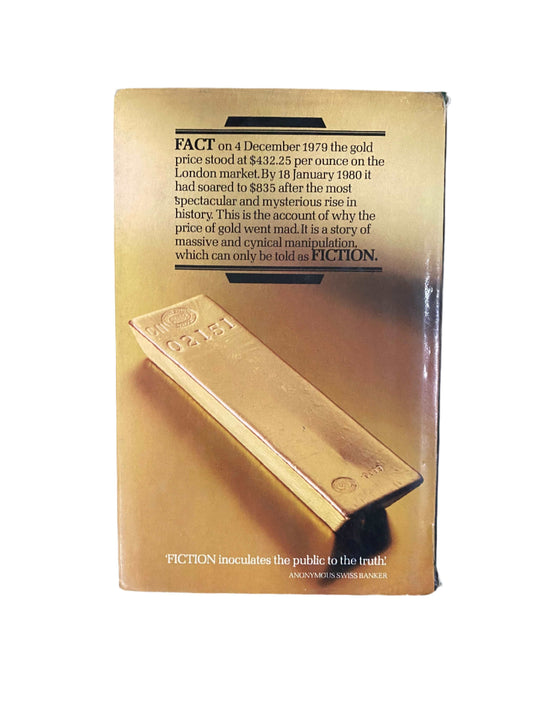 FACT on 4 December 1979 the gold
price stood at $432.25 per ounce on the
London market. By 18 January 1980 it
had soared to $835 after the most
spectacular and mysterious rise in
history. This is the account of why the
price of gold went mad. It is a story of
massive and cynical manipulation,
which can only be told as FICTION.
02151
'FICTION inoculates the public to the truth.'
ANONYMOUS SWISS BANKER